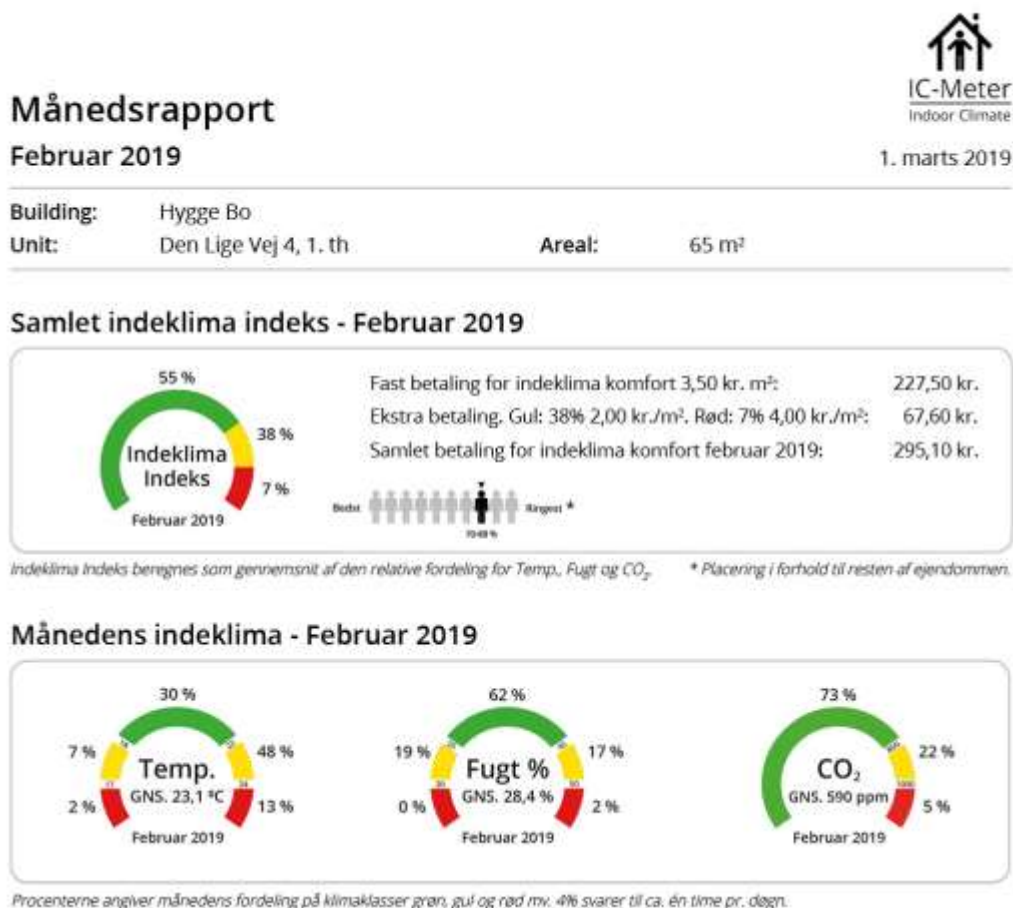 IC-Meter
Indoor Climate
Månedsrapport
Februar 2019
1. marts 2019
Building: Hygge Bo
Unit: Den Lige Vej 4, 1. th Areal: 65 m²
Samlet indeklima indeks - Februar 2019
55 %
38 %
7 %
Indeklima
Indeks
Februar 2019
Fast betaling for indeklima komfort 3,50 kr. m²: 227,50 kr.
Ekstra betaling. Gul: 38% 2,00 kr./m². Rød: 7% 4,00 kr./m²: 67,60 kr.
Samlet betaling for indeklima komfort februar 2019: 295,10 kr.
Bedst Ringest *
Indeklima Indeks beregnes som gennemsnit af den relative fordeling for Temp., Fugt og CO₂. * Placering i forhold til resten af ejendommen.
Månedens indeklima - Februar 2019
30 %
7 % 48 %
Temp.
GNS. 23,1 ºC
2 % 13 %
Februar 2019
62 %
19 % 17 %
Fugt %
GNS. 28,4 %
0 % 2 %
Februar 2019
73 %
22 %
CO₂
GNS. 590 ppm
5 %
Februar 2019
Procenterne angiver månedens fordeling på klimaklasser grøn, gul og rød mv. 4% svarer til ca. én time pr. døgn.